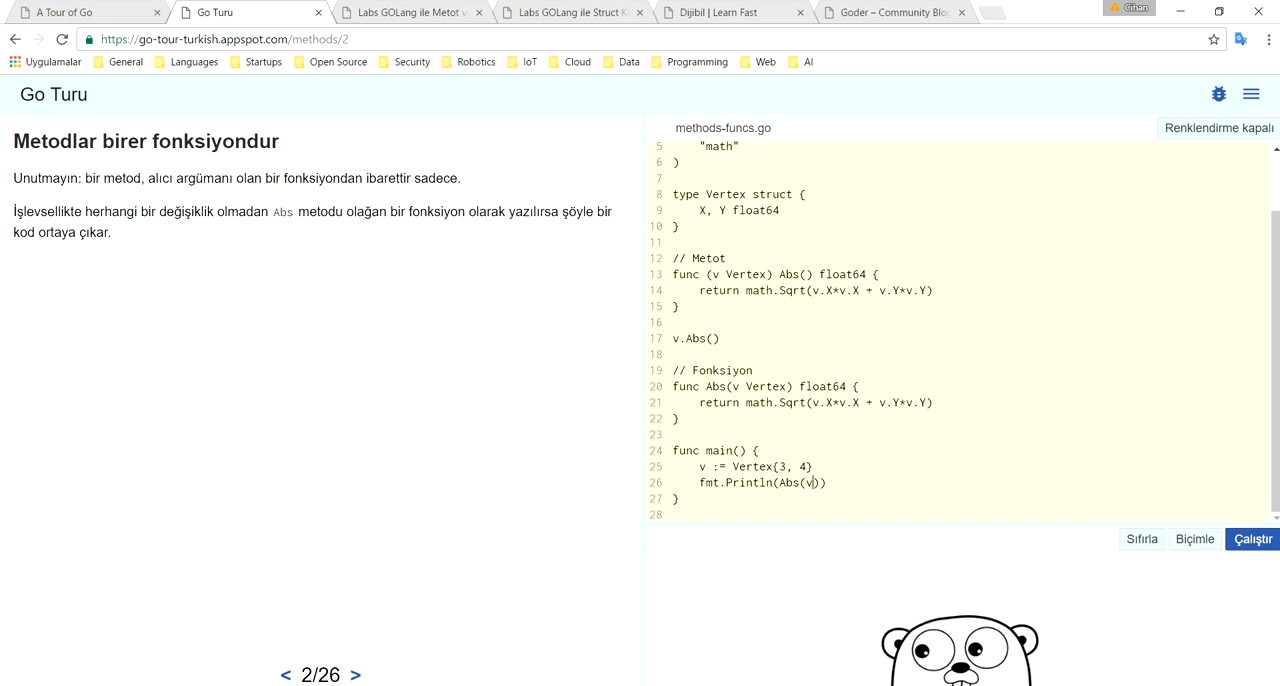 A Tour of Go
Go Turu
Labs GOLang ile Metot v
Labs GOLang ile Struct K
Dijibil | Learn Fast
Goder – Community Blog
Cihan
https://go-tour-turkish.appspot.com/methods/2
Uygulamalar
General
Languages
Startups
Open Source
Security
Robotics
IoT
Cloud
Data
Programming
Web
AI
Go Turu
Metodlar birer fonksiyondur
Unutmayın: bir metod, alıcı argümanı olan bir fonksiyondan ibarettir sadece.
İşlevsellikte herhangi bir değişiklik olmadan Abs metodu olağan bir fonksiyon olarak yazılırsa şöyle bir
kod ortaya çıkar.
< 2/26 >
methods-funcs.go
Renklendirme kapalı
5 "math"
6 )
7
8 type Vertex struct {
9 X, Y float64
10 }
11
12 // Metot
13 func (v Vertex) Abs() float64 {
14 return math.Sqrt(v.X*v.X + v.Y*v.Y)
15 }
16
17 v.Abs()
18
19 // Fonksiyon
20 func Abs(v Vertex) float64 {
21 return math.Sqrt(v.X*v.X + v.Y*v.Y)
22 }
23
24 func main() {
25 v := Vertex{3, 4}
26 fmt.Println(Abs(v))
27 }
28
Sıfırla
Biçimle
Çalıştır